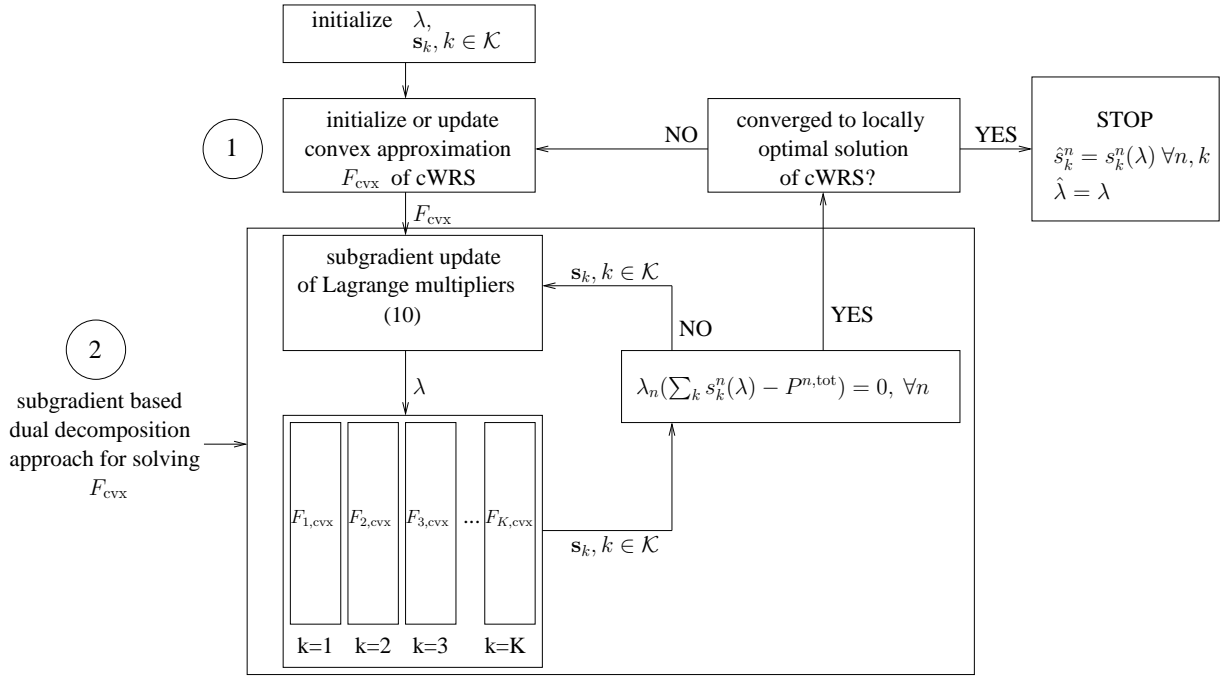 initialize λ,
s_k, k ∈ 𝒦
1
initialize or update
convex approximation
F_cvx of cWRS
NO
converged to locally
optimal solution
of cWRS?
YES
STOP
ŝ_k^n = s_k^n(λ) ∀n, k
λ̂ = λ
F_cvx
subgradient update
of Lagrange multipliers
(10)
s_k, k ∈ 𝒦
NO
YES
2
subgradient based
dual decomposition
approach for solving
F_cvx
λ
λ_n(∑_k s_k^n(λ) − P^{n,tot}) = 0, ∀n
F_{1,cvx} F_{2,cvx} F_{3,cvx} ... F_{K,cvx}
s_k, k ∈ 𝒦
k=1 k=2 k=3 k=K